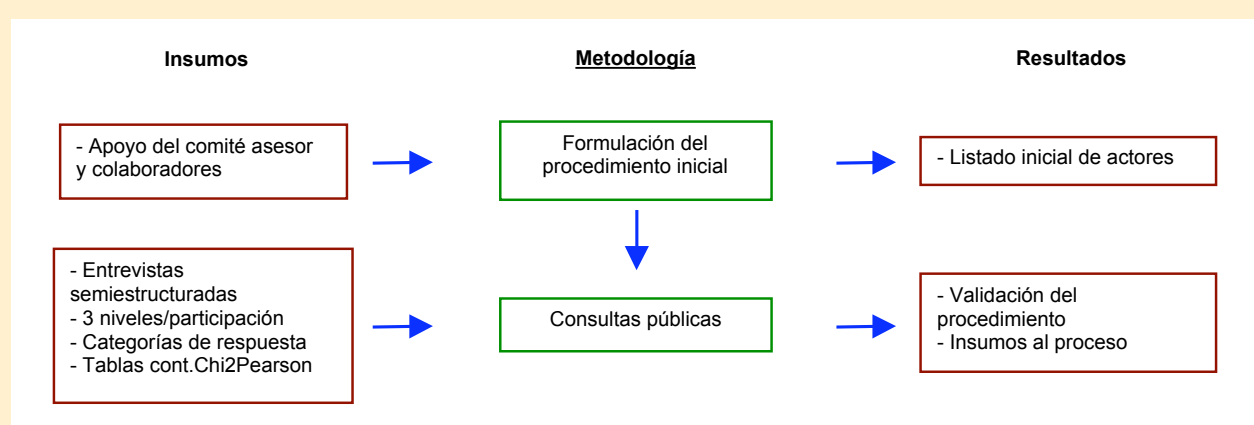 Insumos
Metodología
Resultados
- Apoyo del comité asesor
y colaboradores
Formulación del
procedimiento inicial
- Listado inicial de actores
- Entrevistas
semiestructuradas
- 3 niveles/participación
- Categorías de respuesta
- Tablas cont.Chi2Pearson
Consultas públicas
- Validación del
procedimiento
- Insumos al proceso